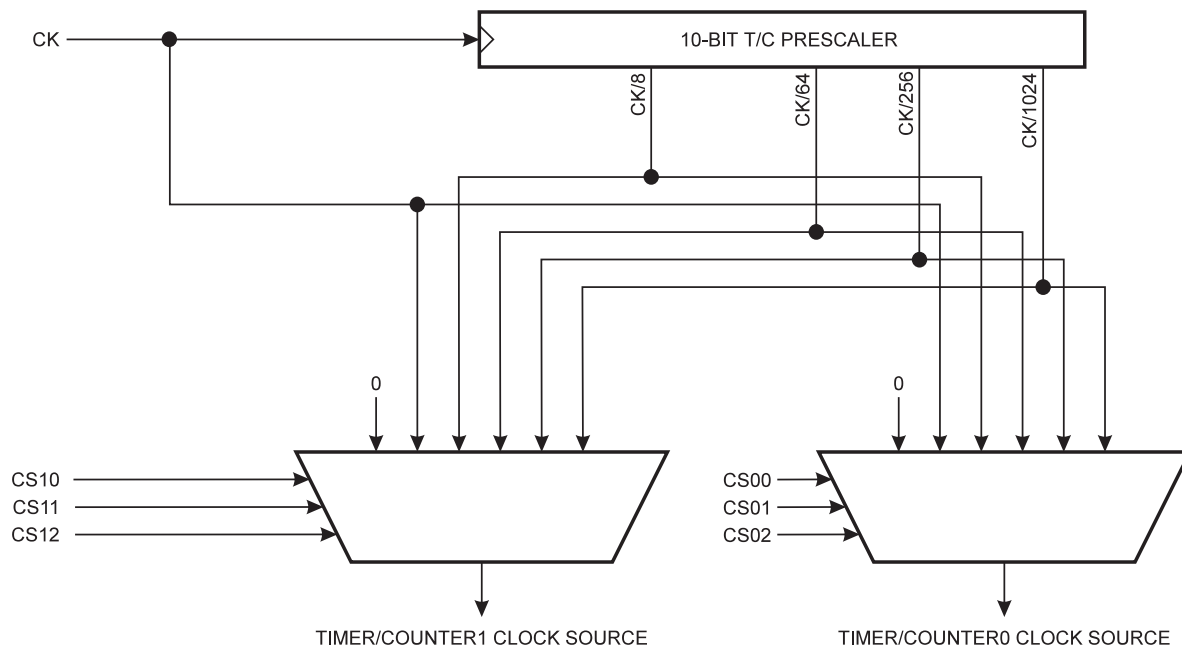 CK
10-BIT T/C PRESCALER
CK/8
CK/64
CK/256
CK/1024
0
0
CS10
CS11
CS12
CS00
CS01
CS02
TIMER/COUNTER1 CLOCK SOURCE
TIMER/COUNTER0 CLOCK SOURCE